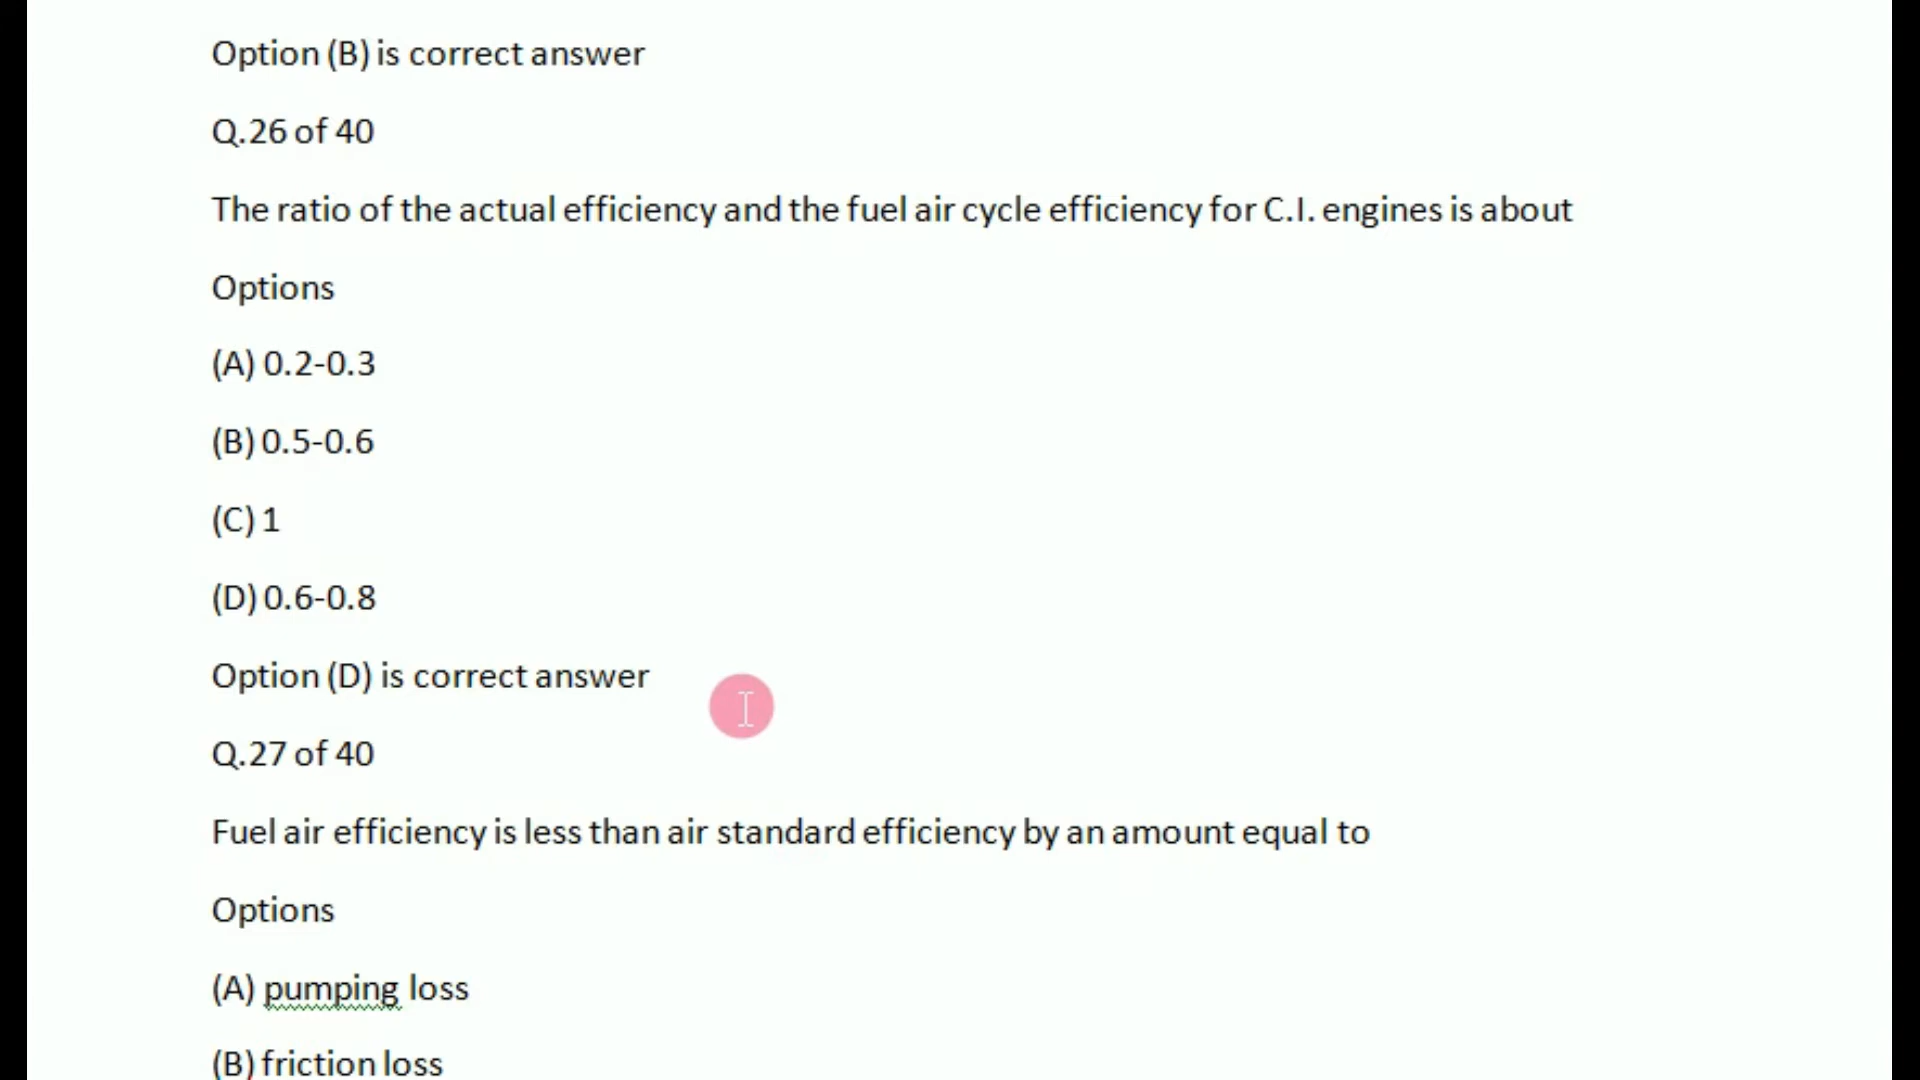 Option (B) is correct answer
Q.26 of 40
The ratio of the actual efficiency and the fuel air cycle efficiency for C.I. engines is about
Options
(A) 0.2-0.3
(B) 0.5-0.6
(C) 1
(D) 0.6-0.8
Option (D) is correct answer
Q.27 of 40
Fuel air efficiency is less than air standard efficiency by an amount equal to
Options
(A) pumping loss
(B) friction loss